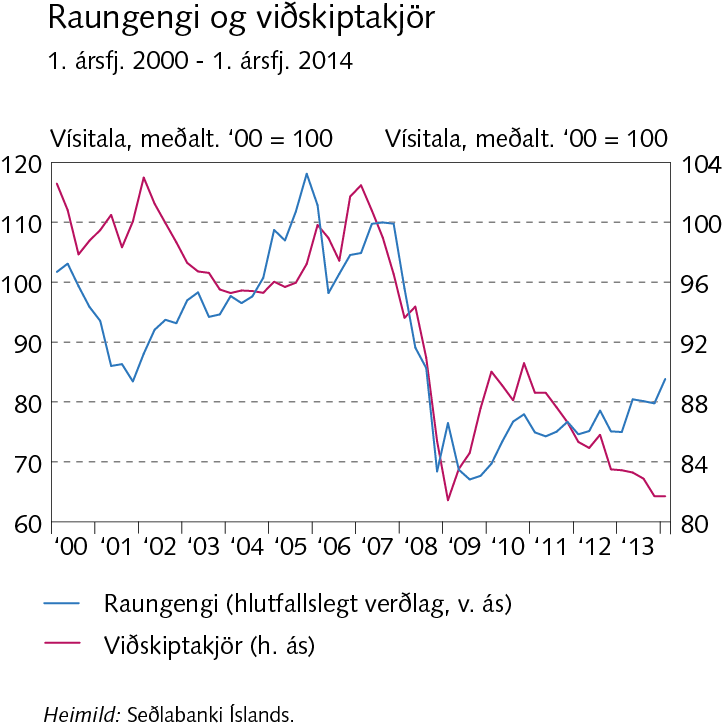 Raungengi og viðskiptakjör
1. ársfj. 2000 - 1. ársfj. 2014
Vísitala, meðalt. ‘00 = 100 Vísitala, meðalt. ‘00 = 100
120 104
110 100
100 96
90 92
80 88
70 84
60 80
‘00 ‘01 ‘02 ‘03 ‘04 ‘05 ‘06 ‘07 ‘08 ‘09 ‘10 ‘11 ‘12 ‘13
Raungengi (hlutfallslegt verðlag, v. ás)
Viðskiptakjör (h. ás)
Heimild: Seðlabanki Íslands.